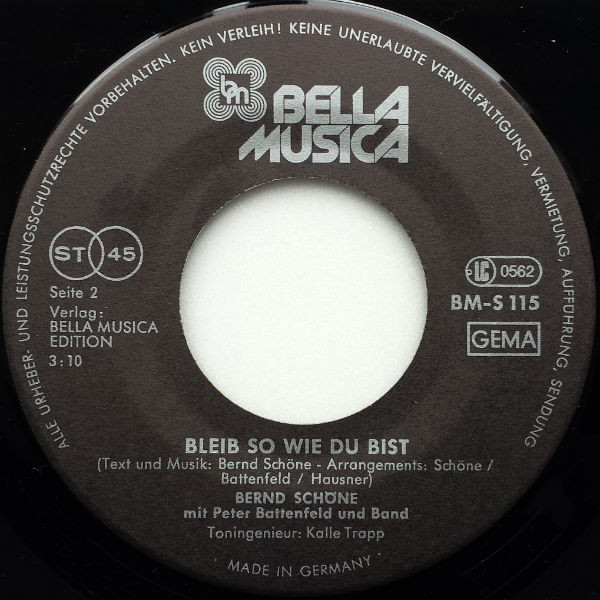 ALLE URHEBER- UND LEISTUNGSSCHUTZRECHTE VORBEHALTEN. KEIN VERLEIH! KEINE UNERLAUBTE VERVIELFÄLTIGUNG, VERMIETUNG, AUFFÜHRUNG, SENDUNG
bm BELLA
MUSICA
ST 45
LC 0562
Seite 2
BM-S 115
Verlag:
BELLA MUSICA
EDITION
GEMA
3:10
BLEIB SO WIE DU BIST
(Text und Musik: Bernd Schöne - Arrangements: Schöne /
Battenfeld / Hausner)
BERND SCHÖNE
mit Peter Battenfeld und Band
Toningenieur: Kalle Trapp
· MADE IN GERMANY ·